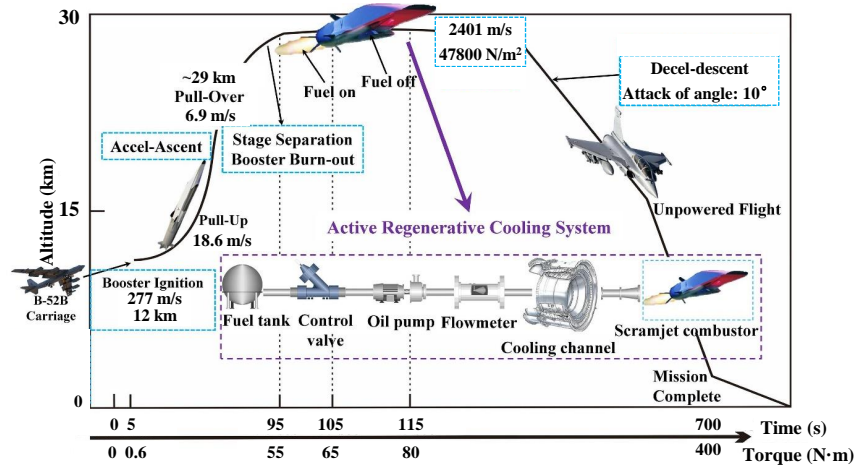 30
2401 m/s
47800 N/m²
Fuel on
Fuel off
Decel-descent
Attack of angle: 10°
~29 km
Pull-Over
6.9 m/s
Accel-Ascent
Stage Separation
Booster Burn-out
Altitude (km)
15
Pull-Up
18.6 m/s
Unpowered Flight
Active Regenerative Cooling System
B-52B
Carriage
Booster Ignition
277 m/s
12 km
Fuel tank
Control
valve
Oil pump
Flowmeter
Cooling channel
Scramjet combustor
Mission
Complete
0
0 5 95 105 115 700 Time (s)
0 0.6 55 65 80 400 Torque (N·m)